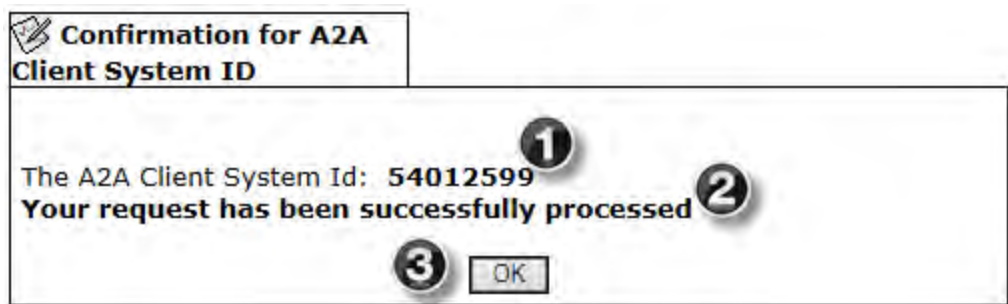 Confirmation for A2A
Client System ID
1
The A2A Client System Id: 54012599
Your request has been successfully processed 2
3 OK